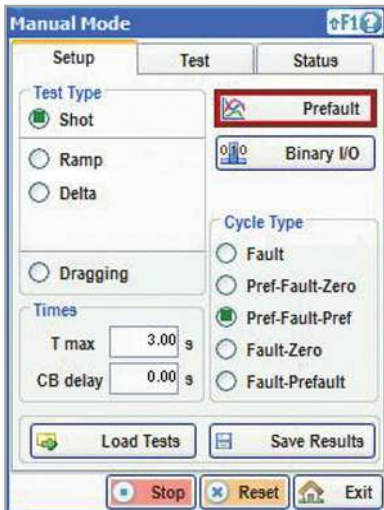 Manual Mode
F1
Setup
Test
Status
Test Type
Shot
Ramp
Delta
Dragging
Prefault
010
Binary I/O
Cycle Type
Fault
Pref-Fault-Zero
Pref-Fault-Pref
Fault-Zero
Fault-Prefault
Times
T max 3.00 s
CB delay 0.00 s
Load Tests
Save Results
Stop
Reset
Exit